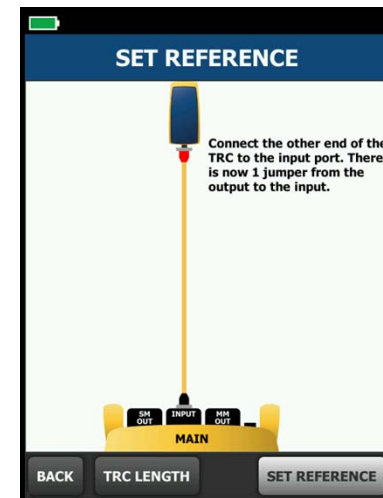 SET REFERENCE
Connect the other end of the
TRC to the input port. There
is now 1 jumper from the
output to the input.
SM OUT INPUT MM OUT
MAIN
BACK TRC LENGTH SET REFERENCE